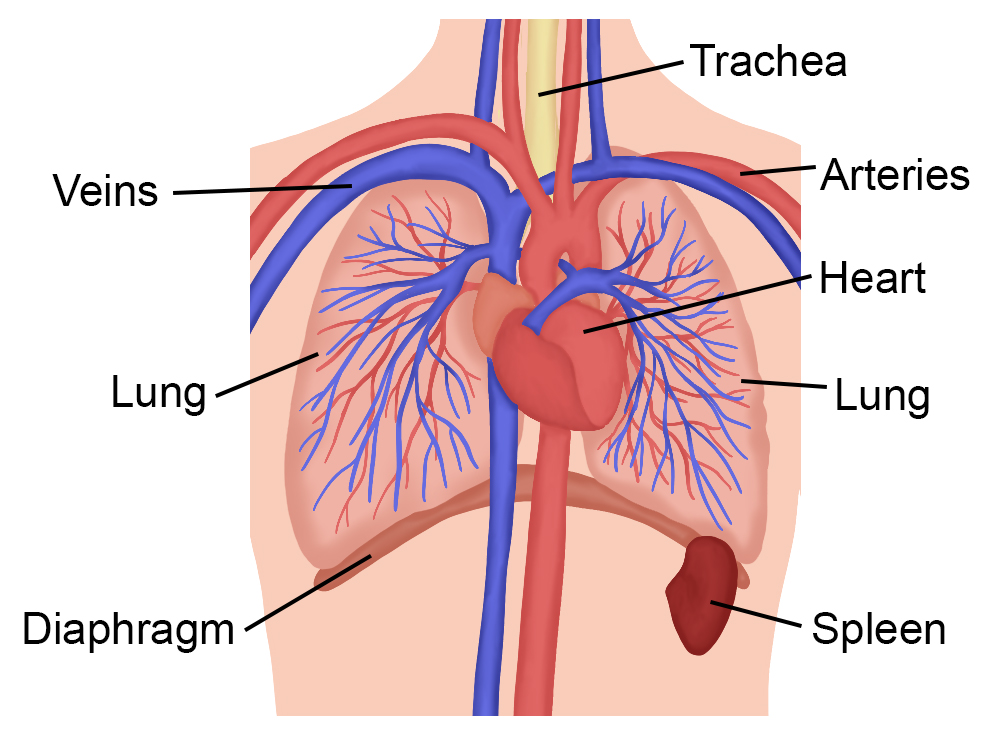 Trachea
Veins
Arteries
Heart
Lung
Lung
Diaphragm
Spleen